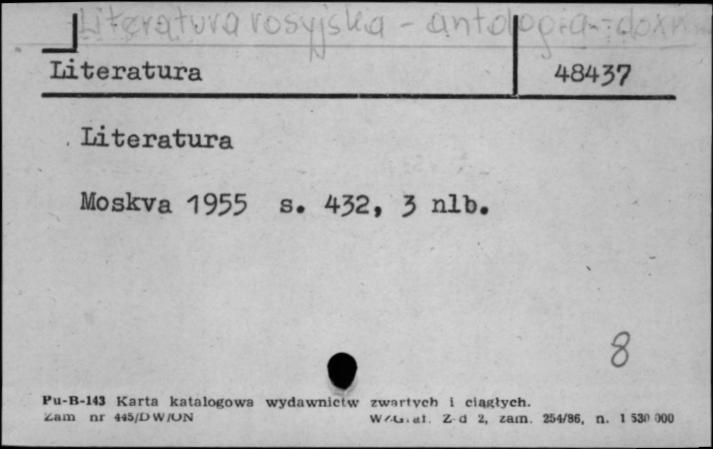 Literatura rosyjska - antologia -
Literatura 48437
Literatura
Moskva 1955 s. 432, 3 nlb.
8
Pu-B-143 Karta katalogowa wydawnictw zwartych i ciągłych.
Zam nr 445/DW/ON Z-d 2, zam. 254/86, n. 1 530 000